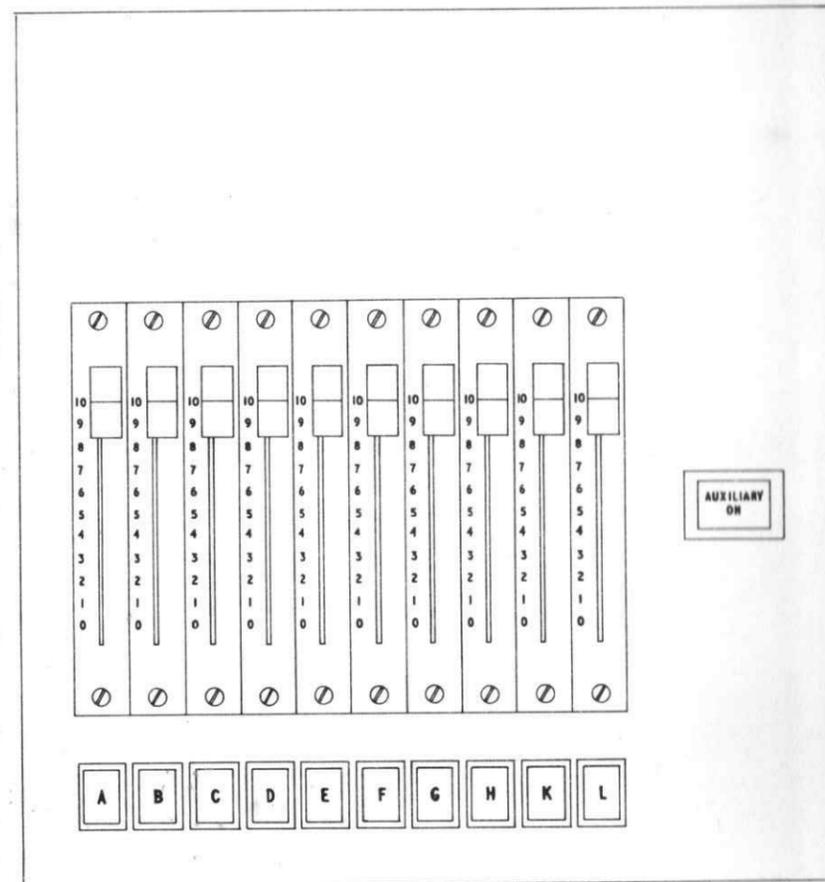 10 10 10 10 10 10 10 10 10 10
9 9 9 9 9 9 9 9 9 9
8 8 8 8 8 8 8 8 8 8
7 7 7 7 7 7 7 7 7 7
6 6 6 6 6 6 6 6 6 6
5 5 5 5 5 5 5 5 5 5
4 4 4 4 4 4 4 4 4 4
3 3 3 3 3 3 3 3 3 3
2 2 2 2 2 2 2 2 2 2
1 1 1 1 1 1 1 1 1 1
0 0 0 0 0 0 0 0 0 0
AUXILIARY
ON
A B C D E F G H K L